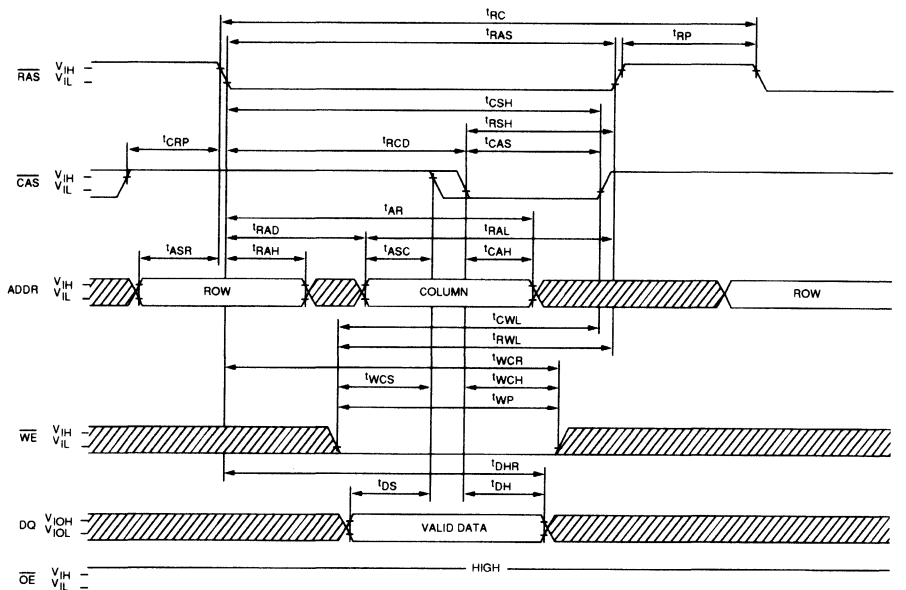 tRC
tRAS
tRP
RAS VIH VIL
tCSH
tRSH
tCRP tRCD tCAS
CAS VIH VIL
tAR
tRAD tRAL
tASR tRAH tASC tCAH
ADDR VIH VIL ROW COLUMN ROW
tCWL
tRWL
tWCR
tWCS tWCH
tWP
WE VIH VIL
tDHR
tDS tDH
DQ VIOH VIOL VALID DATA
OE VIH VIL HIGH